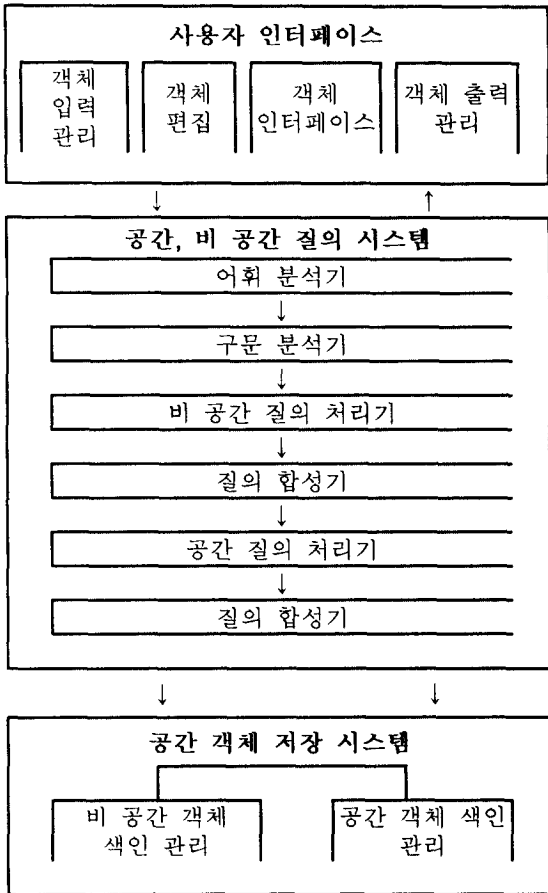 사용자 인터페이스
객체
입력
관리
객체
편집
객체
인터페이스
객체 출력
관리
↓ ↑
공간, 비 공간 질의 시스템
어휘 분석기
↓
구문 분석기
↓
비 공간 질의 처리기
↓
질의 합성기
↓
공간 질의 처리기
↓
질의 합성기
↓ ↓
공간 객체 저장 시스템
비 공간 객체
색인 관리
공간 객체 색인
관리